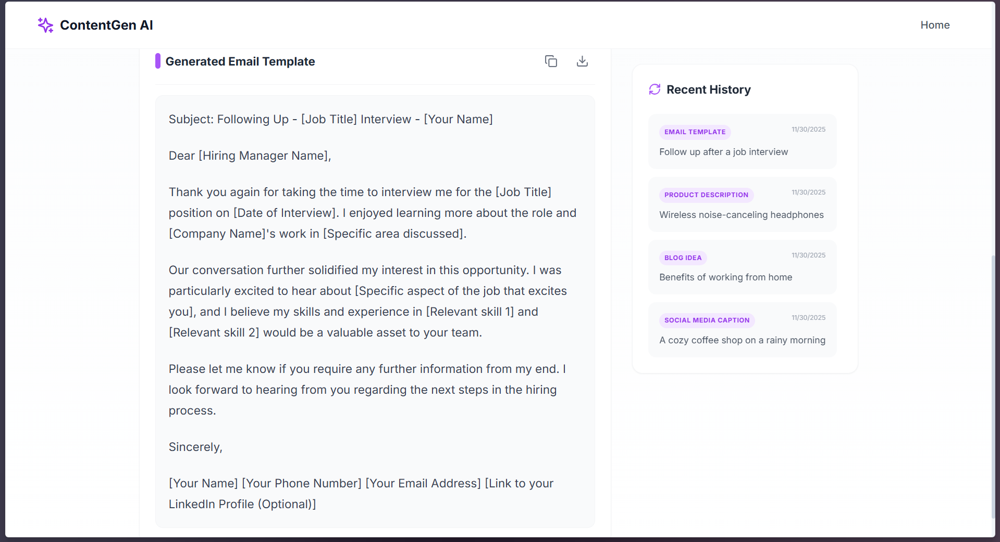 ContentGen AI
Home
Generated Email Template
Subject: Following Up - [Job Title] Interview - [Your Name]
Dear [Hiring Manager Name],
Thank you again for taking the time to interview me for the [Job Title]
position on [Date of Interview]. I enjoyed learning more about the role and
[Company Name]'s work in [Specific area discussed].
Our conversation further solidified my interest in this opportunity. I was
particularly excited to hear about [Specific aspect of the job that excites
you], and I believe my skills and experience in [Relevant skill 1] and
[Relevant skill 2] would be a valuable asset to your team.
Please let me know if you require any further information from my end. I
look forward to hearing from you regarding the next steps in the hiring
process.
Sincerely,
[Your Name] [Your Phone Number] [Your Email Address] [Link to your
LinkedIn Profile (Optional)]
Recent History
EMAIL TEMPLATE 11/30/2025
Follow up after a job interview
PRODUCT DESCRIPTION 11/30/2025
Wireless noise-canceling headphones
BLOG IDEA 11/30/2025
Benefits of working from home
SOCIAL MEDIA CAPTION 11/30/2025
A cozy coffee shop on a rainy morning